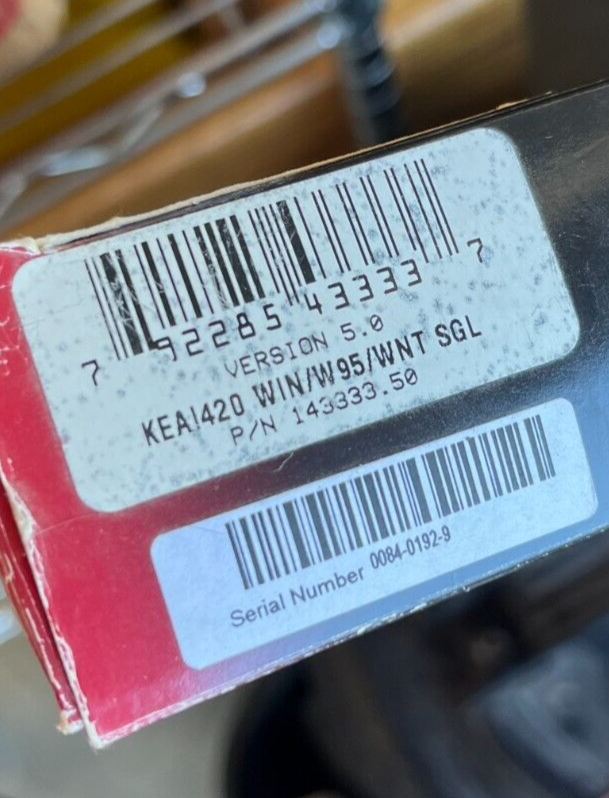 7 92285 43333 7
VERSION 5.0
KEA!420 WIN/W95/WNT SGL
P/N 143333.50
Serial Number 0084-0192-9